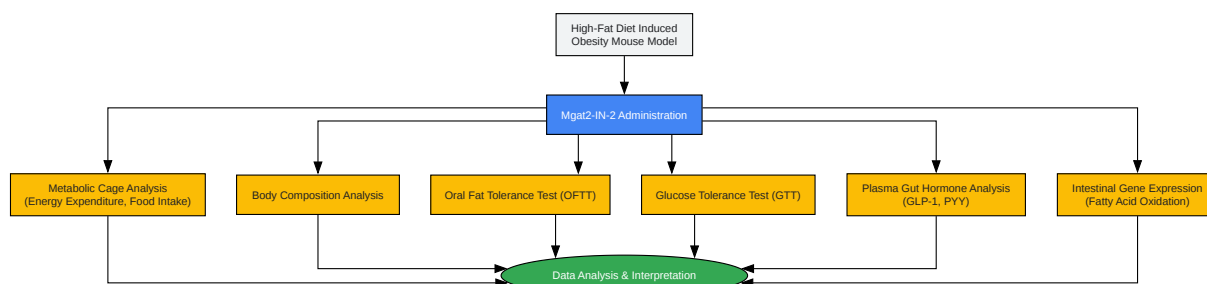 High-Fat Diet Induced
Obesity Mouse Model
Mgat2-IN-2 Administration
Metabolic Cage Analysis
(Energy Expenditure, Food Intake)
Body Composition Analysis
Oral Fat Tolerance Test (OFTT)
Glucose Tolerance Test (GTT)
Plasma Gut Hormone Analysis
(GLP-1, PYY)
Intestinal Gene Expression
(Fatty Acid Oxidation)
Data Analysis & Interpretation